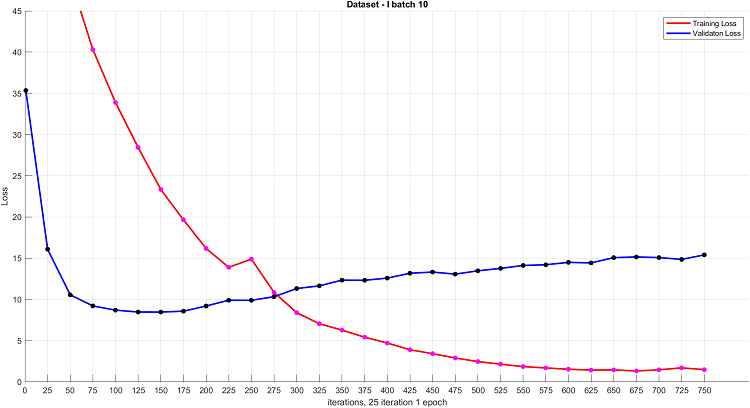 Dataset - I batch 10
Training Loss
Validaton Loss
45
40
35
30
25
20
15
10
5
0
Loss
0 25 50 75 100 125 150 175 200 225 250 275 300 325 350 375 400 425 450 475 500 525 550 575 600 625 650 675 700 725 750
iterations, 25 iteration 1 epoch